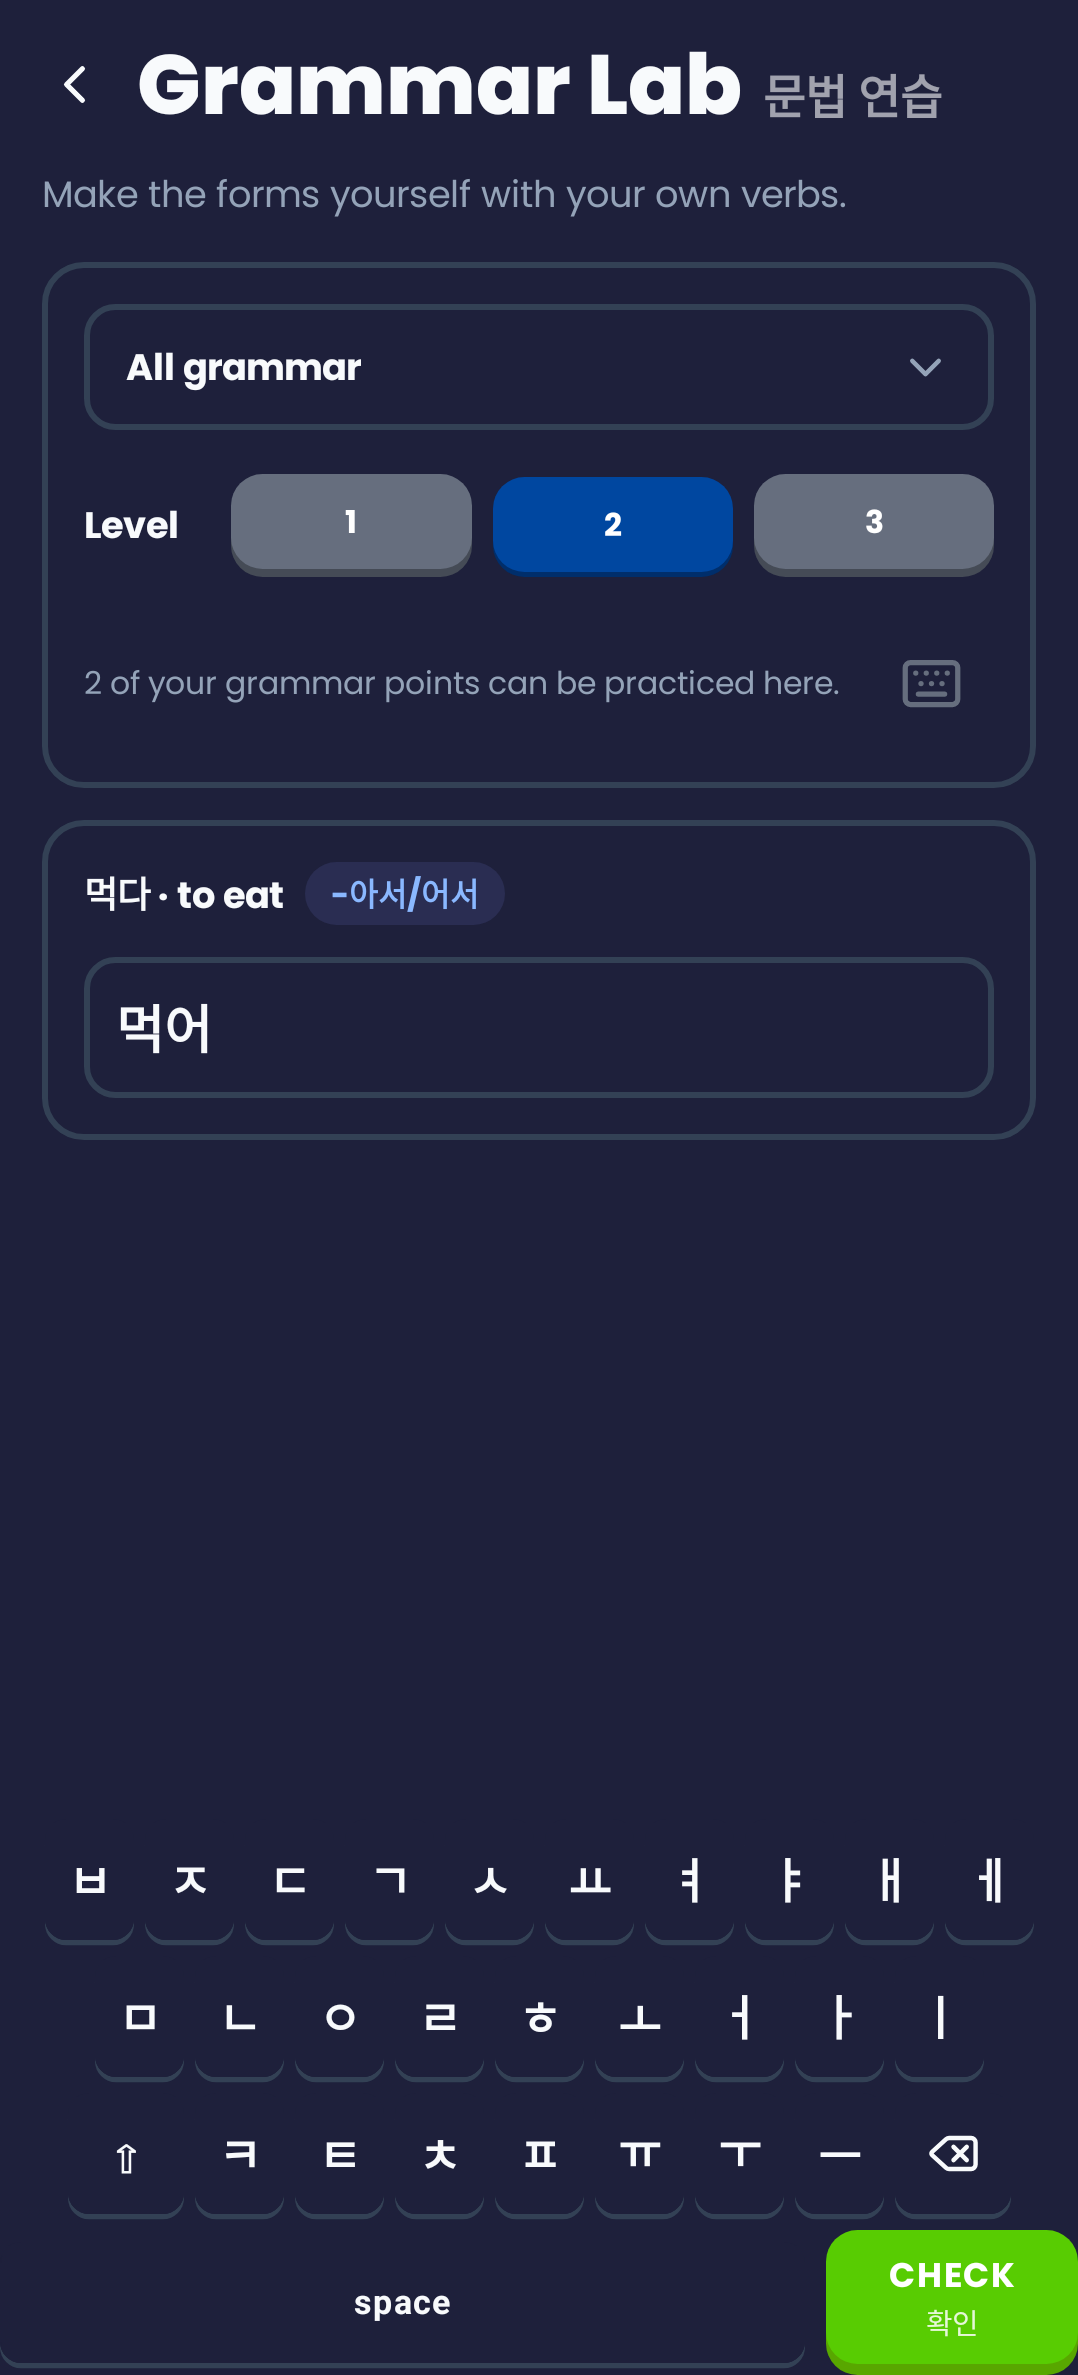 Grammar Lab 문법 연습
Make the forms yourself with your own verbs.
All grammar
Level 1 2 3
2 of your grammar points can be practiced here.
먹다 · to eat -아서/어서
먹어
ㅂ ㅈ ㄷ ㄱ ㅅ ㅛ ㅕ ㅑ ㅐ ㅔ
ㅁ ㄴ ㅇ ㄹ ㅎ ㅗ ㅓ ㅏ ㅣ
⇧ ㅋ ㅌ ㅊ ㅍ ㅠ ㅜ ㅡ
space
CHECK
확인